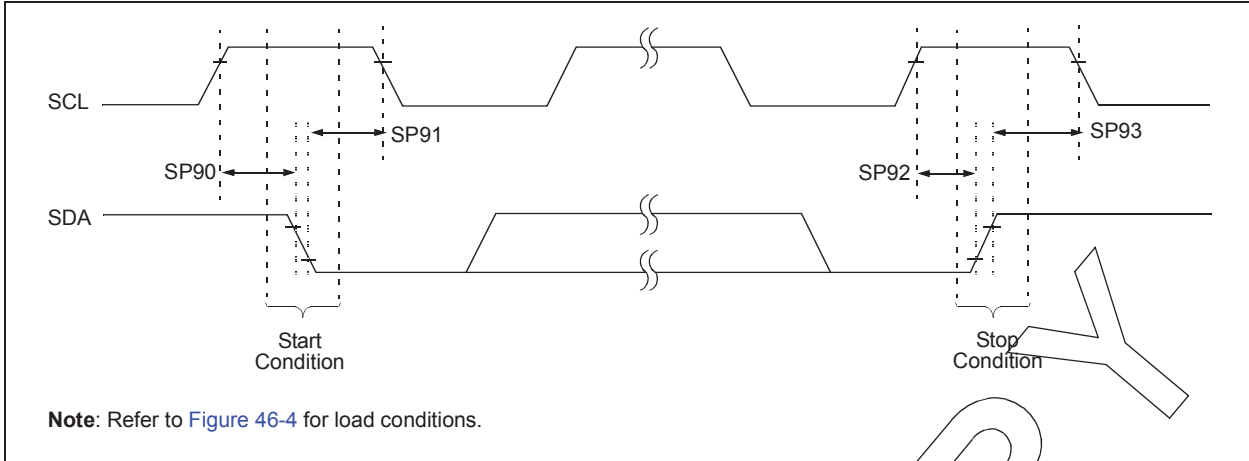 SCL
SP91
SP93
SP90
SP92
SDA
Start
Condition
Stop
Condition
Note: Refer to Figure 46-4 for load conditions.